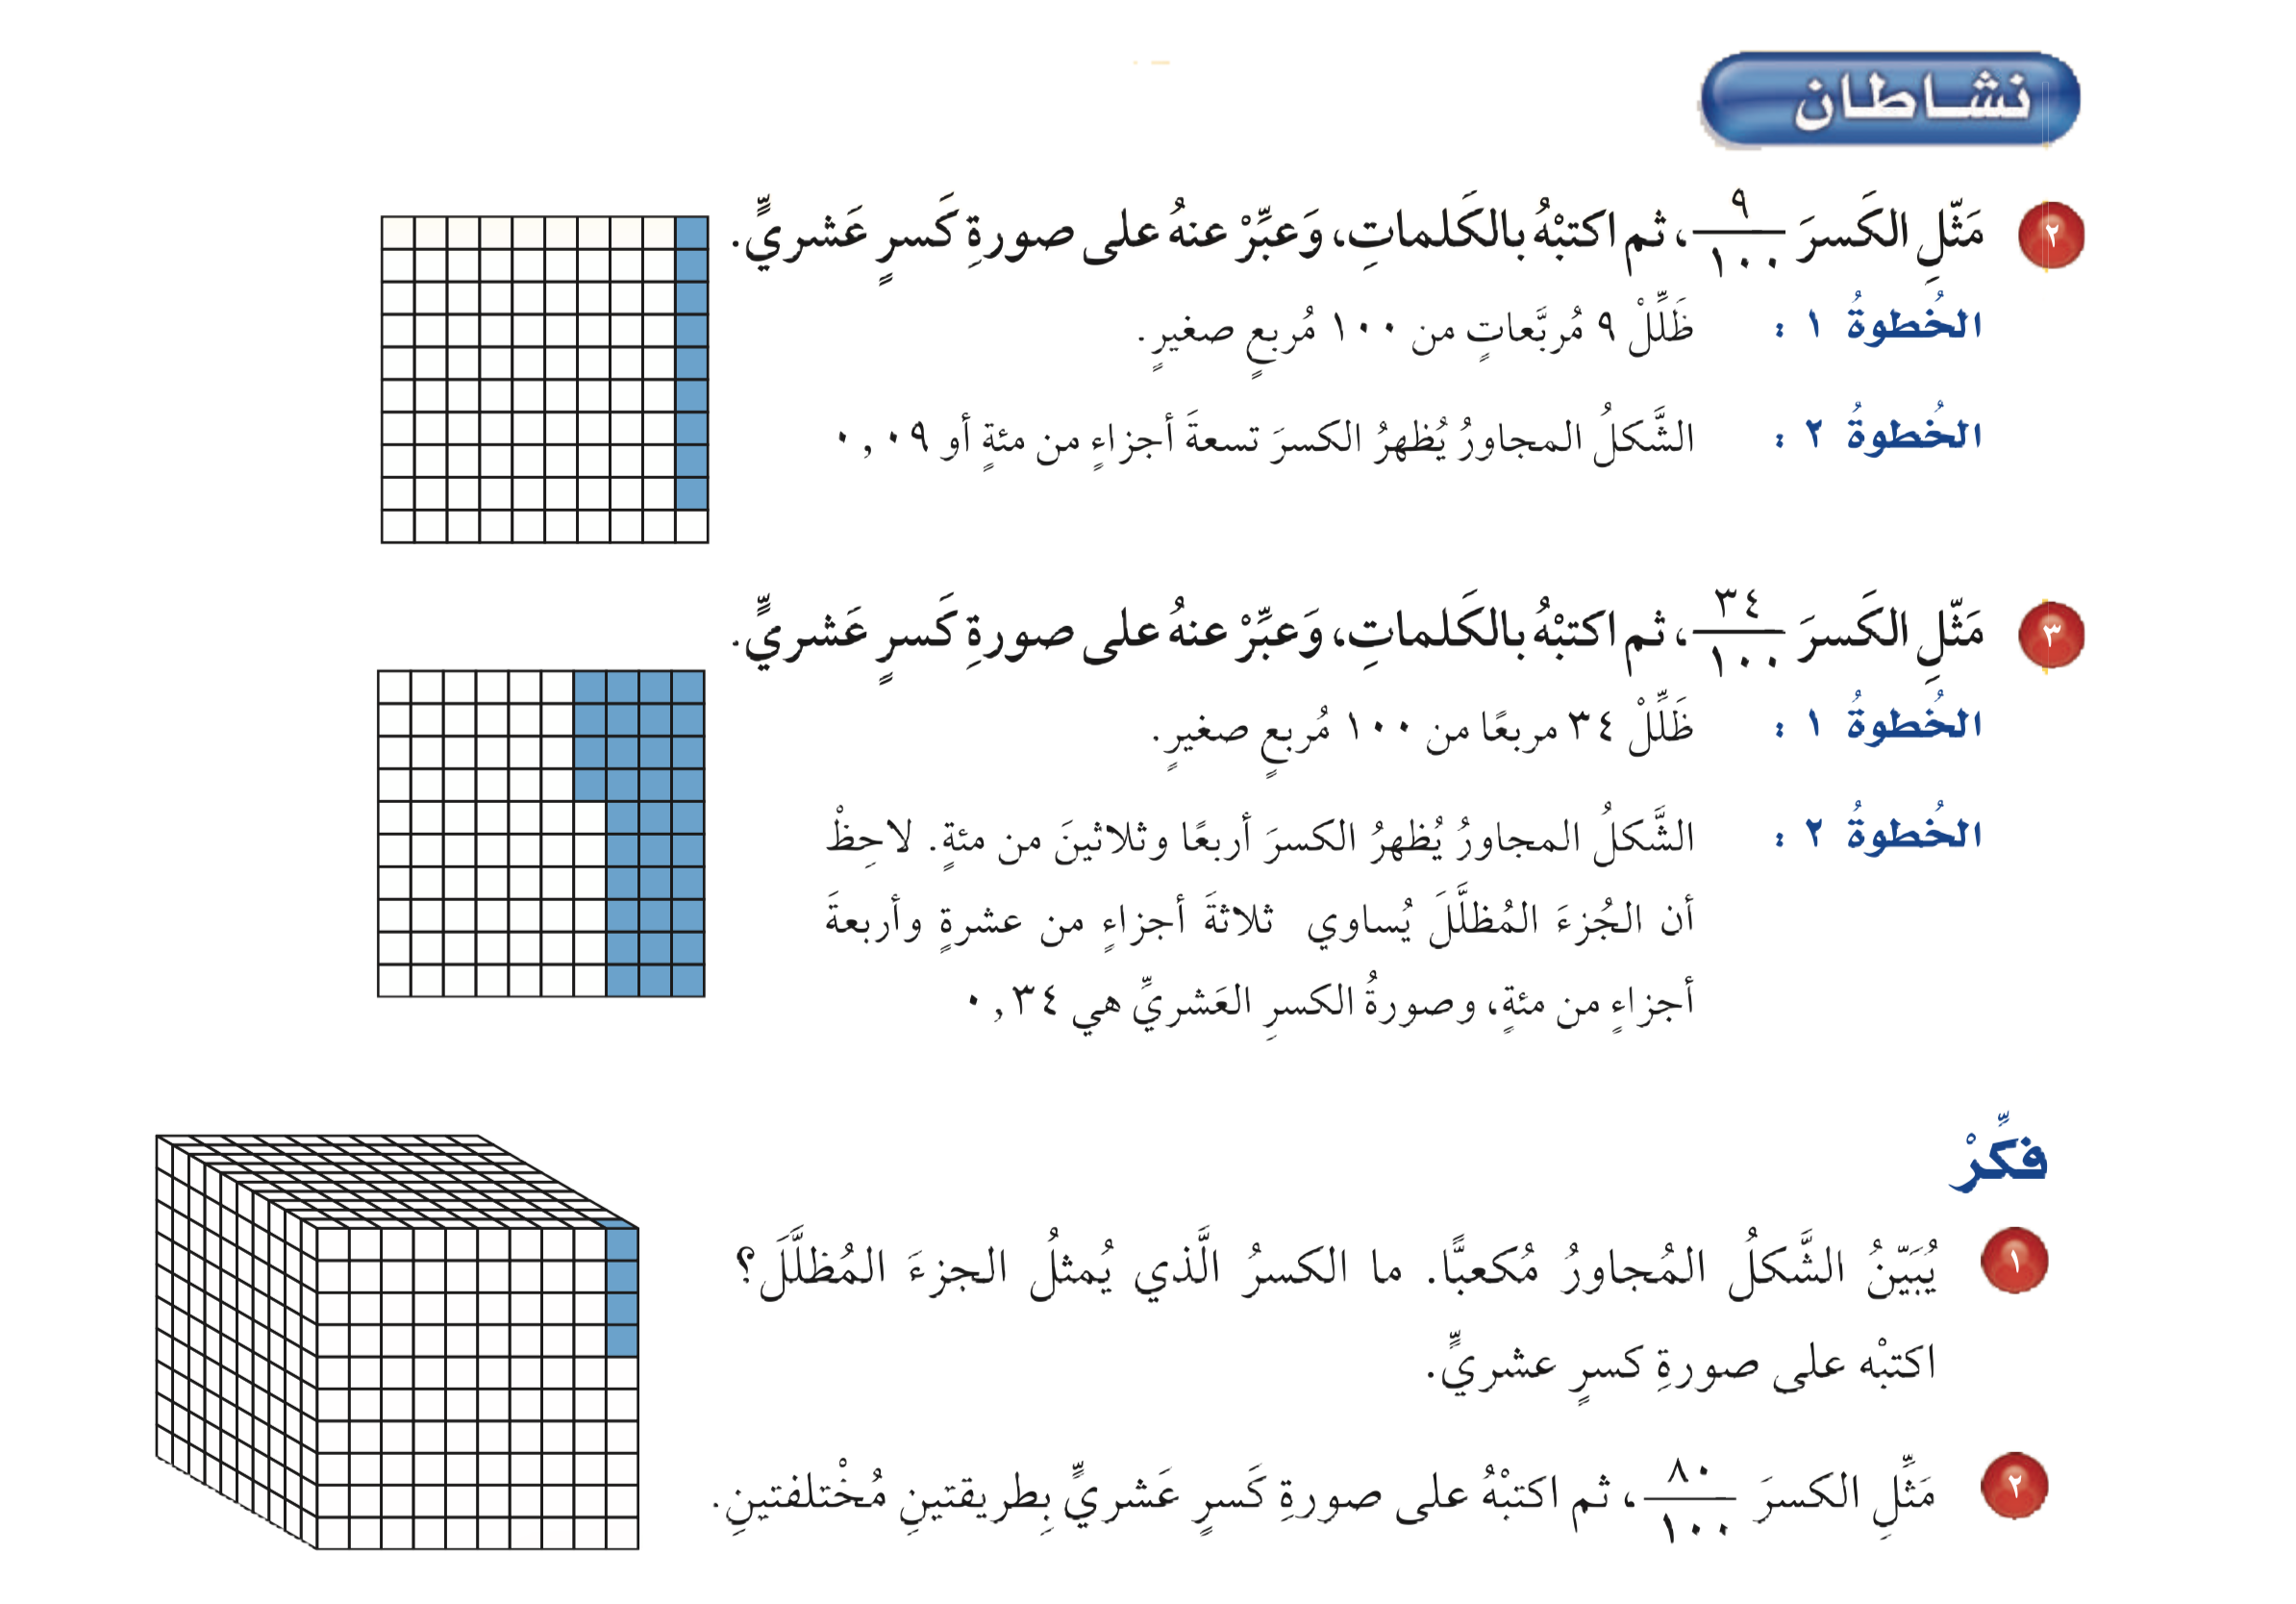 نشاطان
٢ مَثّلِ الكَسرَ ٩/١٠٠، ثم اكتبْهُ بالكَلماتِ، وَعبِّرْ عنهُ على صورةِ كَسرٍ عَشريٍّ.
الخُطوةُ ١ : ظَلِّلْ ٩ مُربَّعاتٍ من ١٠٠ مُربعٍ صغيرٍ.
الخُطوةُ ٢ : الشَّكلُ المجاورُ يُظهرُ الكسرَ تسعةَ أجزاءٍ من مئةٍ أو ٠,٠٩
٣ مَثّلِ الكَسرَ ٣٤/١٠٠، ثم اكتبْهُ بالكَلماتِ، وَعبِّرْ عنهُ على صورةِ كَسرٍ عَشريٍّ.
الخُطوةُ ١ : ظَلِّلْ ٣٤ مربعًا من ١٠٠ مُربعٍ صغيرٍ.
الخُطوةُ ٢ : الشَّكلُ المجاورُ يُظهرُ الكسرَ أربعًا وثلاثينَ من مئةٍ. لاحِظْ
أن الجُزءَ المُظلَّلَ يُساوي ثلاثةَ أجزاءٍ من عشرةٍ وأربعةَ
أجزاءٍ من مئةٍ، وصورةُ الكسرِ العَشريِّ هي ٠,٣٤
فكِّرْ
١ يُبَيّنُ الشَّكلُ المُجاورُ مُكعبًّا. ما الكسرُ الَّذي يُمثلُ الجزءَ المُظلَّلَ؟
اكتبْه على صورةِ كسرٍ عشريٍّ.
٢ مَثِّلِ الكسرَ ٨٠/١٠٠، ثم اكتبْهُ على صورةِ كَسرٍ عَشريٍّ بِطريقتينِ مُخْتلفتينِ.